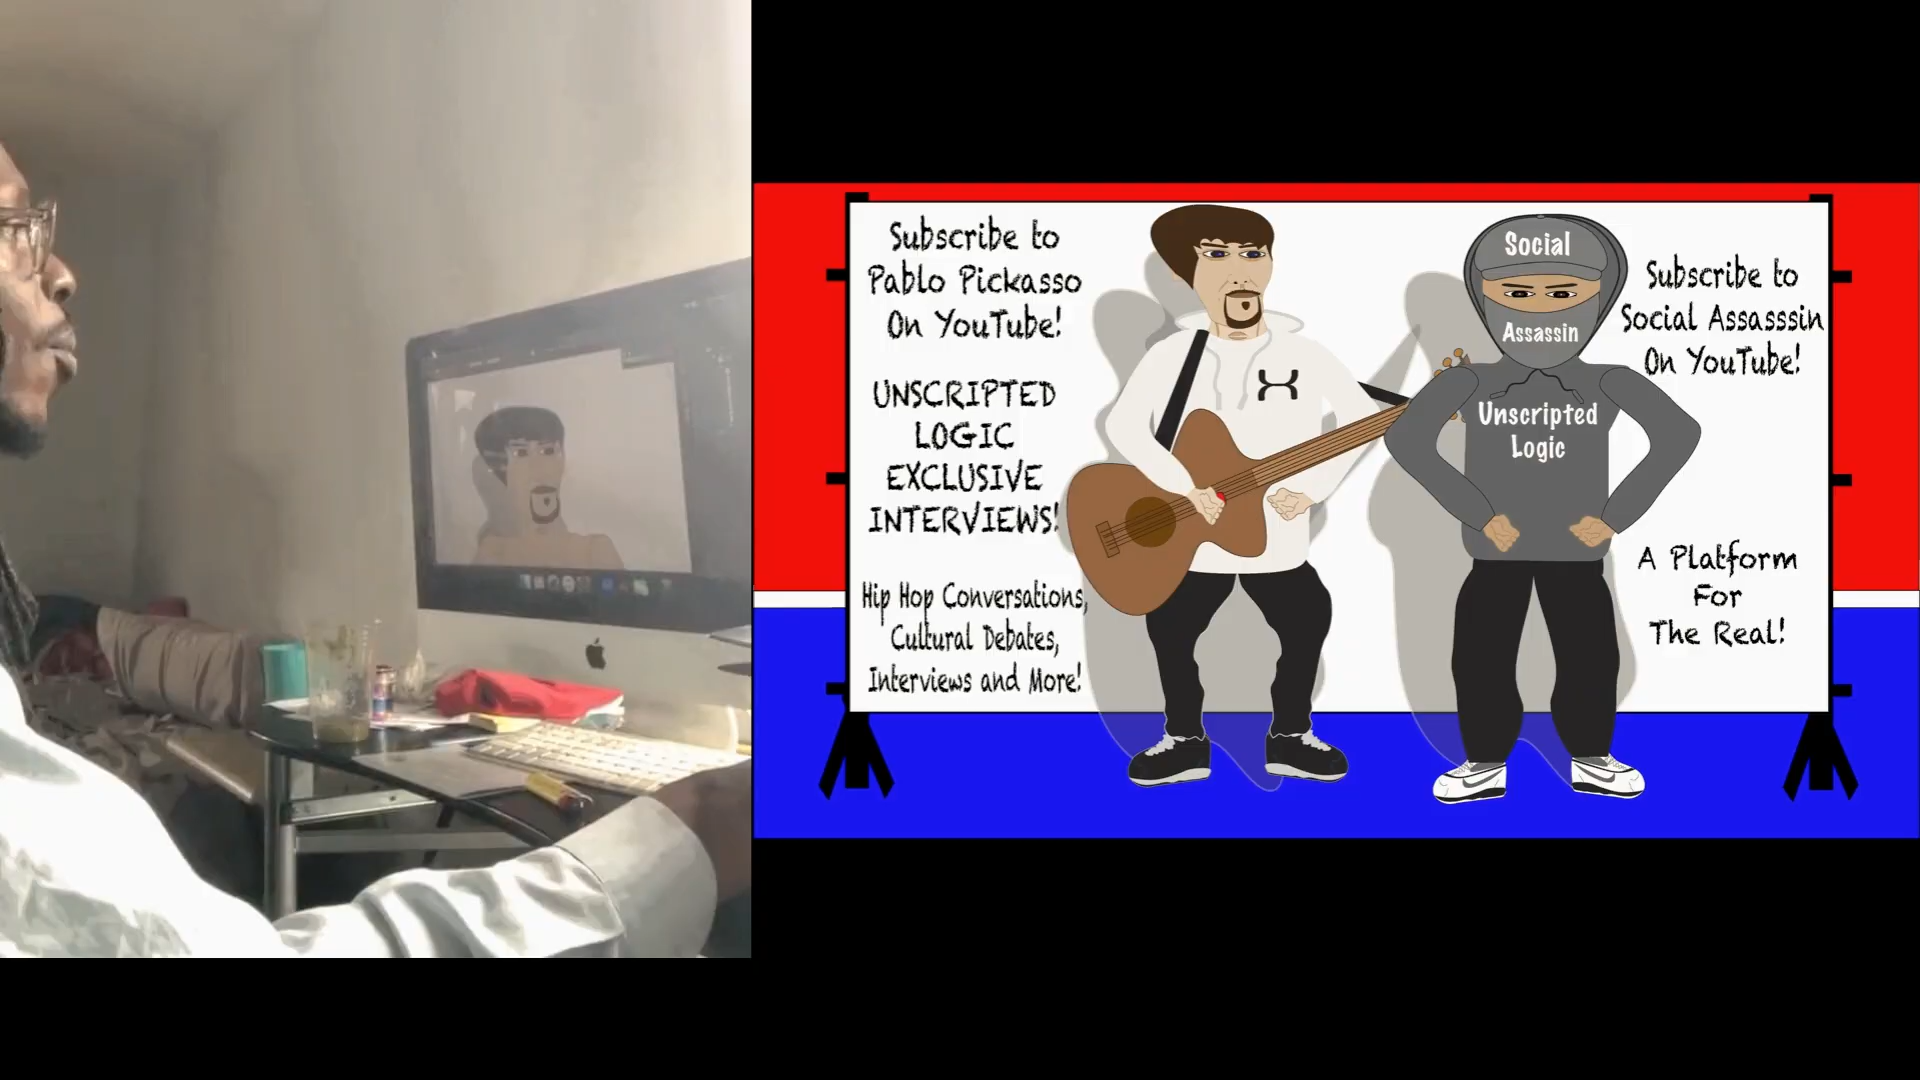 Subscribe to
Pablo Pickasso
On YouTube!
UNSCRIPTED
LOGIC
EXCLUSIVE
INTERVIEWS!
Hip Hop Conversations,
Cultural Debates,
Interviews and More!
Social
Assassin
Unscripted
Logic
Subscribe to
Social Assasssin
On YouTube!
A Platform
For
The Real!